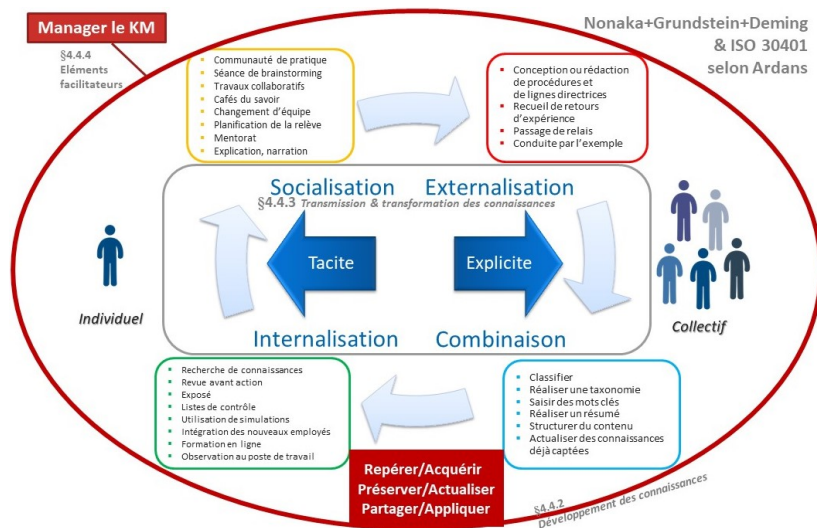 Manager le KM
Nonaka+Grundstein+Deming
& ISO 30401
selon Ardans
§4.4.4
Eléments
facilitateurs
Communauté de pratique
Séance de brainstorming
Travaux collaboratifs
Cafés du savoir
Changement d'équipe
Planification de la relève
Mentorat
Explication, narration
Conception ou rédaction
de procédures et
de lignes directrices
Recueil de retours
d'expérience
Passage de relais
Conduite par l'exemple
Socialisation
Externalisation
§4.4.3 Transmission & transformation des connaissances
Tacite
Explicite
Individuel
Collectif
Internalisation
Combinaison
Recherche de connaissances
Revue avant action
Exposé
Listes de contrôle
Utilisation de simulations
Intégration des nouveaux employés
Formation en ligne
Observation au poste de travail
Classifier
Réaliser une taxonomie
Saisir des mots clés
Réaliser un résumé
Structurer du contenu
Actualiser des connaissances
déjà captées
Repérer/Acquérir
Préserver/Actualiser
Partager/Appliquer
§4.4.2
Développement des connaissances